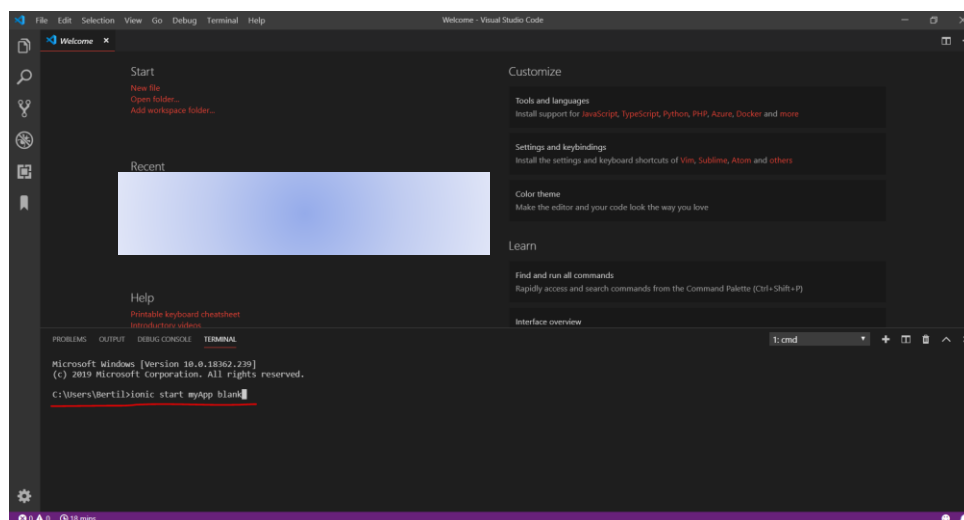 File Edit Selection View Go Debug Terminal Help
Welcome - Visual Studio Code
Welcome
Start
New file
Open folder...
Add workspace folder...
Recent
Help
Printable keyboard cheatsheet
Introductory videos
Customize
Tools and languages
Install support for JavaScript, TypeScript, Python, PHP, Azure, Docker and more
Settings and keybindings
Install the settings and keyboard shortcuts of Vim, Sublime, Atom and others
Color theme
Make the editor and your code look the way you love
Learn
Find and run all commands
Rapidly access and search commands from the Command Palette (Ctrl+Shift+P)
Interface overview
PROBLEMS OUTPUT DEBUG CONSOLE TERMINAL
1: cmd
Microsoft Windows [Version 10.0.18362.239]
(c) 2019 Microsoft Corporation. All rights reserved.
C:\Users\Bertil>ionic start myApp blank
0 0 18 mins